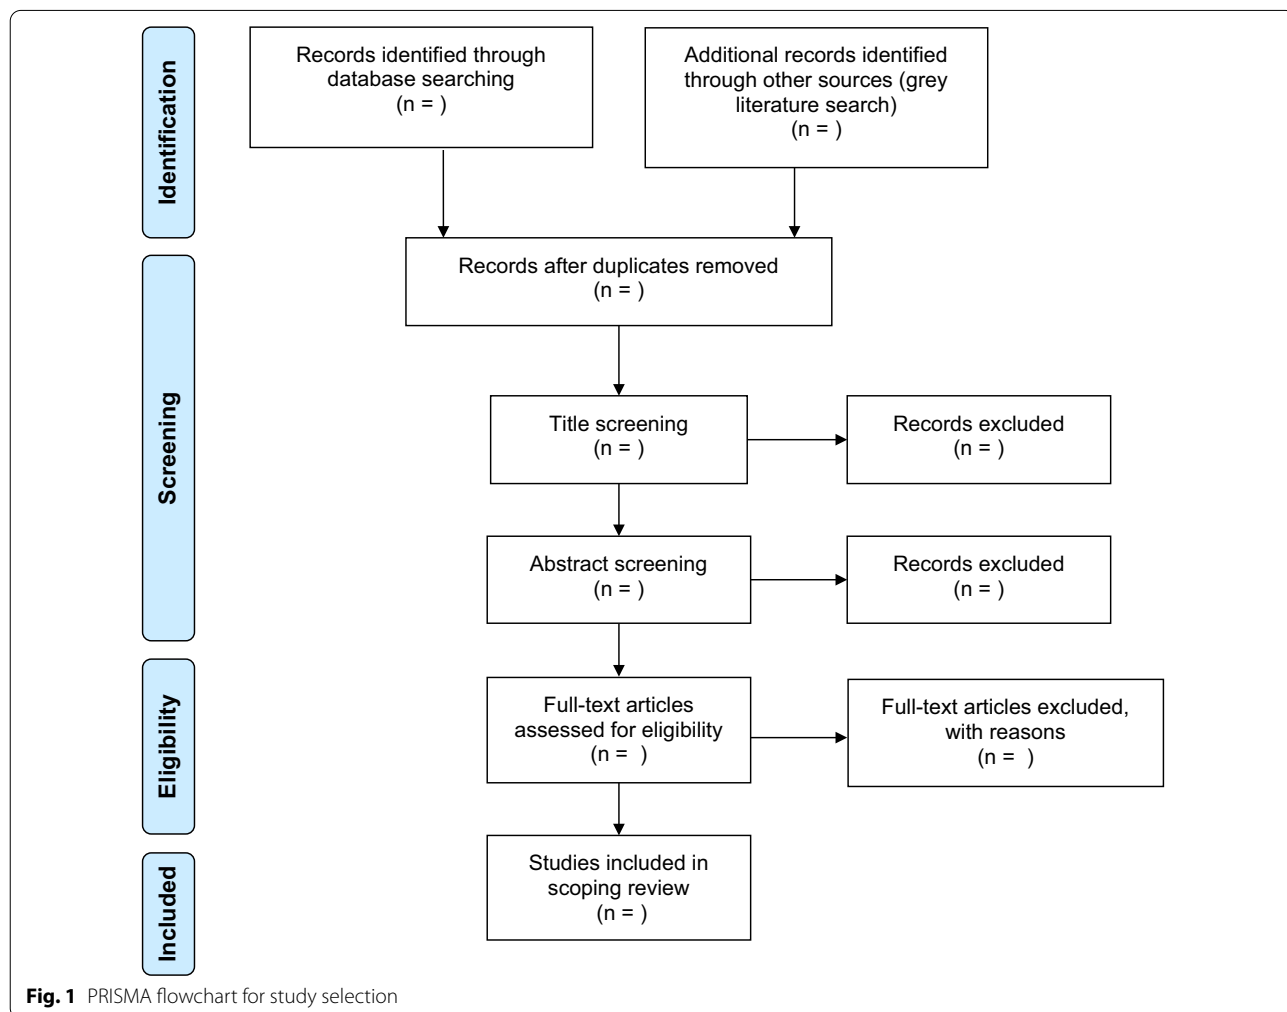 Identification
Records identified through
database searching
(n = )
Additional records identified
through other sources (grey
literature search)
(n = )
Screening
Records after duplicates removed
(n = )
Title screening
(n = )
Records excluded
(n = )
Abstract screening
(n = )
Records excluded
(n = )
Eligibility
Full-text articles
assessed for eligibility
(n =  )
Full-text articles excluded,
with reasons
(n =  )
Included
Studies included in
scoping review
(n = )
Fig. 1 PRISMA flowchart for study selection